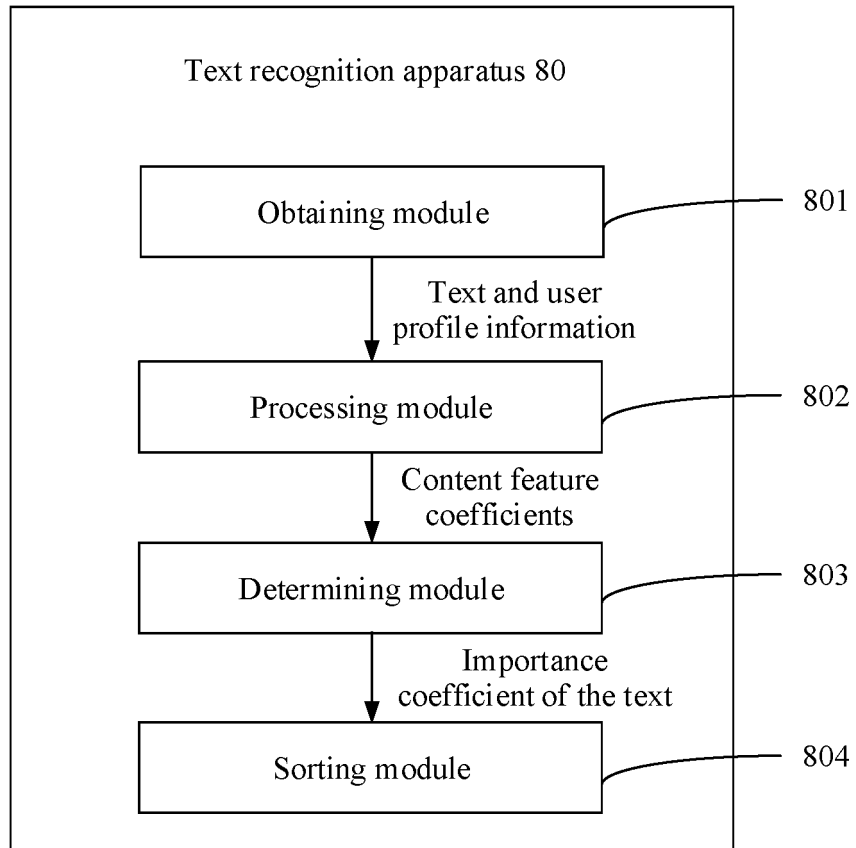 Text recognition apparatus 80
Obtaining module
801
Text and user
profile information
Processing module
802
Content feature
coefficients
Determining module
803
Importance
coefficient of the text
Sorting module
804